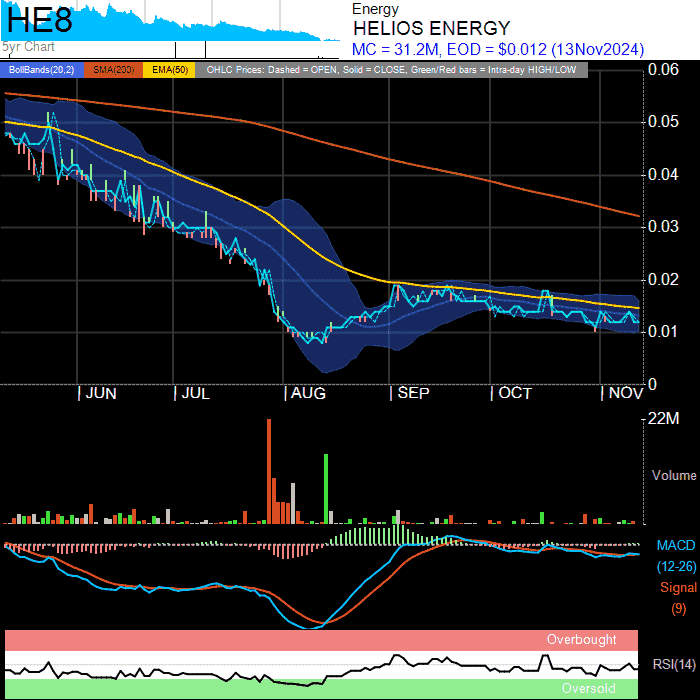 HE8
5yr Chart
Energy
HELIOS ENERGY
MC = 31.2M, EOD = $0.012 (13Nov2024)
BollBands(20,2) SMA(200) EMA(50) OHLC Prices: Dashed = OPEN, Solid = CLOSE, Green/Red bars = Intra-day HIGH/LOW
0.06
0.05
0.04
0.03
0.02
0.01
0
JUN JUL AUG SEP OCT NOV
22M
Volume
MACD
(12-26)
Signal
(9)
Overbought
RSI(14)
Oversold